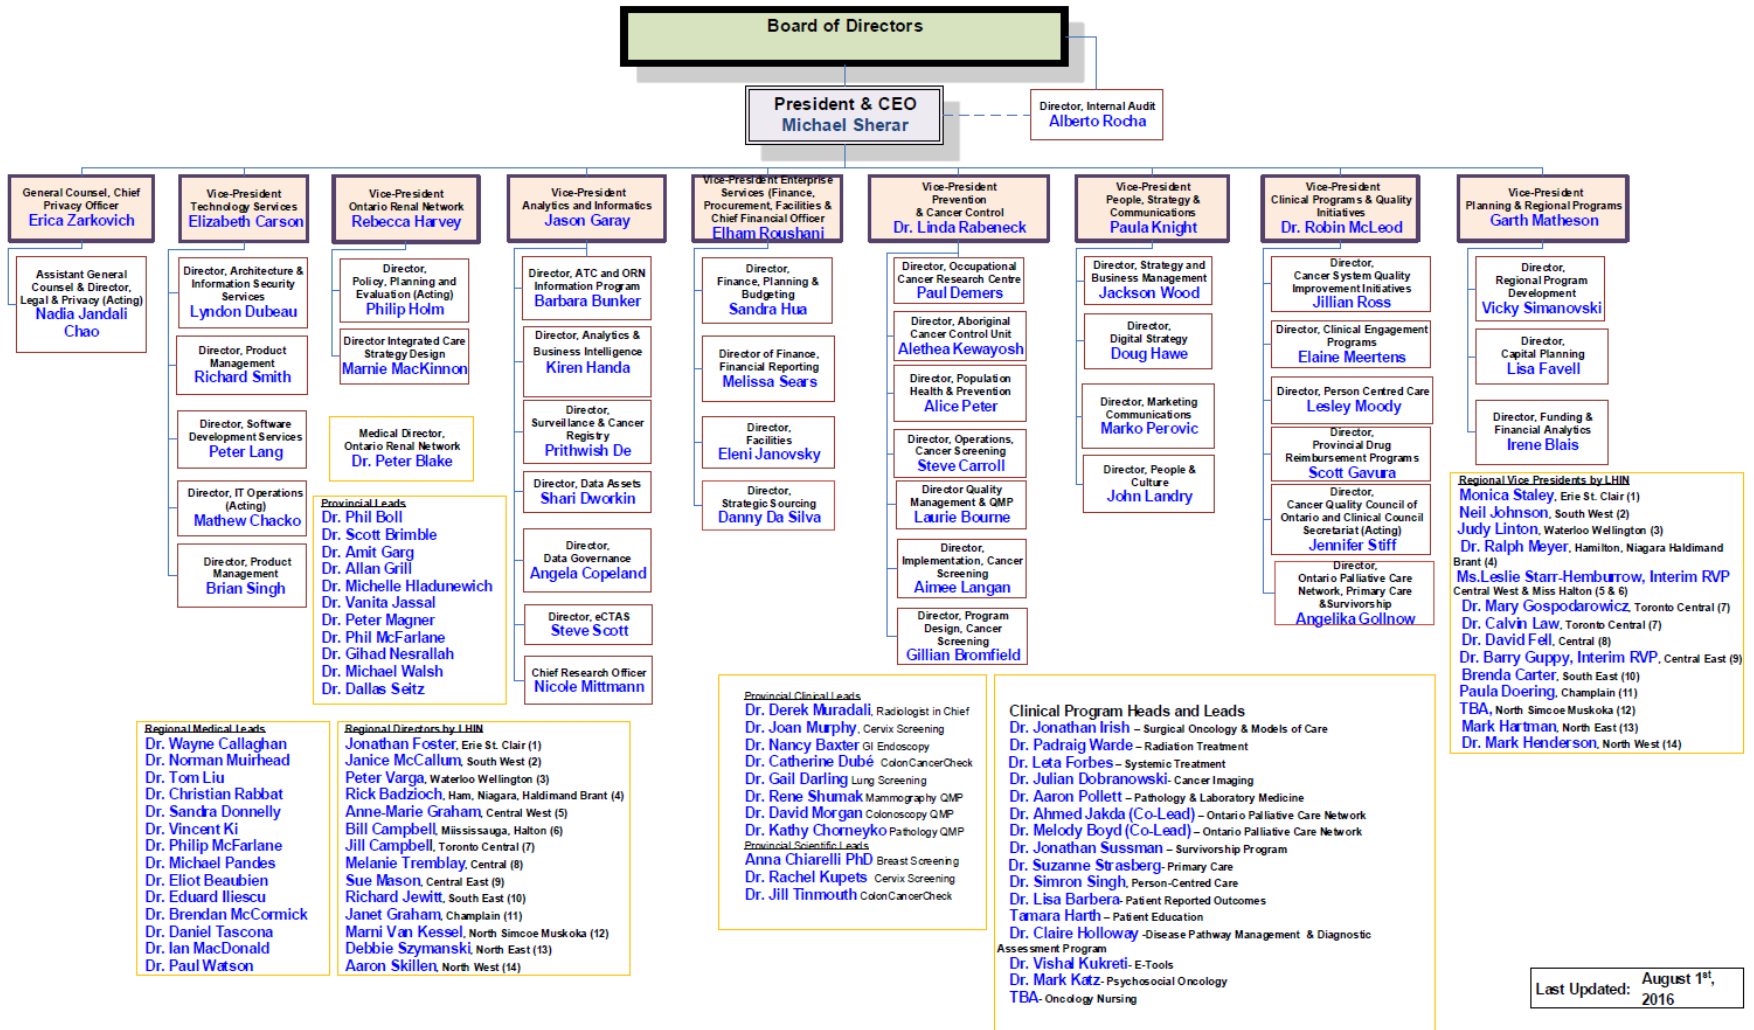 Board of Directors
President & CEO
Michael Sherar
Director, Internal Audit
Alberto Rocha
General Counsel, Chief
Privacy Officer
Erica Zarkovich
Vice-President
Technology Services
Elizabeth Carson
Vice-President
Ontario Renal Network
Rebecca Harvey
Vice-President
Analytics and Informatics
Jason Garay
Vice-President Enterprise
Services (Finance,
Procurement, Facilities &
Chief Financial Officer
Elham Roushani
Vice-President
Prevention
& Cancer Control
Dr. Linda Rabeneck
Vice-President
People, Strategy &
Communications
Paula Knight
Vice-President
Clinical Programs & Quality
Initiatives
Dr. Robin McLeod
Vice-President
Planning & Regional Programs
Garth Matheson
Assistant General
Counsel & Director,
Legal & Privacy (Acting)
Nadia Jandali
Chao
Director, Architecture &
Information Security
Services
Lyndon Dubeau
Director, Product
Management
Richard Smith
Director, Software
Development Services
Peter Lang
Director, IT Operations
(Acting)
Mathew Chacko
Director, Product
Management
Brian Singh
Director,
Policy, Planning and
Evaluation (Acting)
Philip Holm
Director Integrated Care
Strategy Design
Marnie MacKinnon
Medical Director,
Ontario Renal Network
Dr. Peter Blake
Provincial Leads
Dr. Phil Boll
Dr. Scott Brimble
Dr. Amit Garg
Dr. Allan Grill
Dr. Michelle Hladunewich
Dr. Vanita Jassal
Dr. Peter Magner
Dr. Phil McFarlane
Dr. Gihad Nesrallah
Dr. Michael Walsh
Dr. Dallas Seitz
Director, ATC and ORN
Information Program
Barbara Bunker
Director, Analytics &
Business Intelligence
Kiren Handa
Director,
Surveillance & Cancer
Registry
Prithwish De
Director, Data Assets
Shari Dworkin
Director,
Data Governance
Angela Copeland
Director, eCTAS
Steve Scott
Chief Research Officer
Nicole Mittmann
Director,
Finance, Planning &
Budgeting
Sandra Hua
Director of Finance,
Financial Reporting
Melissa Sears
Director,
Facilities
Eleni Janovsky
Director,
Strategic Sourcing
Danny Da Silva
Director, Occupational
Cancer Research Centre
Paul Demers
Director, Aboriginal
Cancer Control Unit
Alethea Kewayosh
Director, Population
Health & Prevention
Alice Peter
Director, Operations,
Cancer Screening
Steve Carroll
Director Quality
Management & QMP
Laurie Bourne
Director,
Implementation, Cancer
Screening
Aimee Langan
Director, Program
Design, Cancer
Screening
Gillian Bromfield
Director, Strategy and
Business Management
Jackson Wood
Director,
Digital Strategy
Doug Hawe
Director, Marketing
Communications
Marko Perovic
Director, People &
Culture
John Landry
Director,
Cancer System Quality
Improvement Initiatives
Jillian Ross
Director, Clinical Engagement
Programs
Elaine Meertens
Director, Person Centred Care
Lesley Moody
Director,
Provincial Drug
Reimbursement Programs
Scott Gavura
Director,
Cancer Quality Council of
Ontario and Clinical Council
Secretariat (Acting)
Jennifer Stiff
Director,
Ontario Palliative Care
Network, Primary Care
&Survivorship
Angelika Gollnow
Director,
Regional Program
Development
Vicky Simanovski
Director,
Capital Planning
Lisa Favell
Director, Funding &
Financial Analytics
Irene Blais
Regional Vice Presidents by LHIN
Monica Staley, Erie St. Clair (1)
Neil Johnson, South West (2)
Judy Linton, Waterloo Wellington (3)
Dr. Ralph Meyer, Hamilton, Niagara Haldimand
Brant (4)
Ms.Leslie Starr-Hemburrow, Interim RVP
Central West & Miss Halton (5 & 6)
Dr. Mary Gospodarowicz, Toronto Central (7)
Dr. Calvin Law, Toronto Central (7)
Dr. David Fell, Central (8)
Dr. Barry Guppy, Interim RVP, Central East (9)
Brenda Carter, South East (10)
Paula Doering, Champlain (11)
TBA, North Simcoe Muskoka (12)
Mark Hartman, North East (13)
Dr. Mark Henderson, North West (14)
Regional Medical Leads
Dr. Wayne Callaghan
Dr. Norman Muirhead
Dr. Tom Liu
Dr. Christian Rabbat
Dr. Sandra Donnelly
Dr. Vincent Ki
Dr. Philip McFarlane
Dr. Michael Pandes
Dr. Eliot Beaubien
Dr. Eduard Iliescu
Dr. Brendan McCormick
Dr. Daniel Tascona
Dr. Ian MacDonald
Dr. Paul Watson
Regional Directors by LHIN
Jonathan Foster, Erie St. Clair (1)
Janice McCallum, South West (2)
Peter Varga, Waterloo Wellington (3)
Rick Badzioch, Ham, Niagara, Haldimand Brant (4)
Anne-Marie Graham, Central West (5)
Bill Campbell, Miississauga, Halton (6)
Jill Campbell, Toronto Central (7)
Melanie Tremblay, Central (8)
Sue Mason, Central East (9)
Richard Jewitt, South East (10)
Janet Graham, Champlain (11)
Marni Van Kessel, North Simcoe Muskoka (12)
Debbie Szymanski, North East (13)
Aaron Skillen, North West (14)
Provincial Clinical Leads
Dr. Derek Muradali, Radiologist in Chief
Dr. Joan Murphy, Cervix Screening
Dr. Nancy Baxter GI Endoscopy
Dr. Catherine Dubé ColonCancerCheck
Dr. Gail Darling Lung Screening
Dr. Rene Shumak Mammography QMP
Dr. David Morgan Colonoscopy QMP
Dr. Kathy Chorneyko Pathology QMP
Provincial Scientific Leads
Anna Chiarelli PhD Breast Screening
Dr. Rachel Kupets Cervix Screening
Dr. Jill Tinmouth ColonCancerCheck
Clinical Program Heads and Leads
Dr. Jonathan Irish – Surgical Oncology & Models of Care
Dr. Padraig Warde – Radiation Treatment
Dr. Leta Forbes – Systemic Treatment
Dr. Julian Dobranowski- Cancer Imaging
Dr. Aaron Pollett – Pathology & Laboratory Medicine
Dr. Ahmed Jakda (Co-Lead) – Ontario Palliative Care Network
Dr. Melody Boyd (Co-Lead) – Ontario Palliative Care Network
Dr. Jonathan Sussman – Survivorship Program
Dr. Suzanne Strasberg- Primary Care
Dr. Simron Singh, Person-Centred Care
Dr. Lisa Barbera- Patient Reported Outcomes
Tamara Harth – Patient Education
Dr. Claire Holloway -Disease Pathway Management & Diagnostic
Assessment Program
Dr. Vishal Kukreti- E-Tools
Dr. Mark Katz- Psychosocial Oncology
TBA- Oncology Nursing
Last Updated: August 1st,
2016